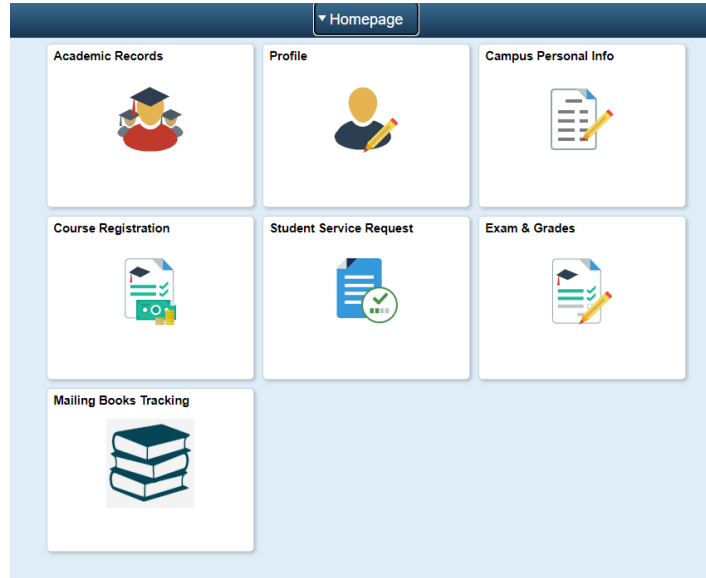 Homepage
Academic Records
Profile
Campus Personal Info
Course Registration
Student Service Request
Exam & Grades
Mailing Books Tracking